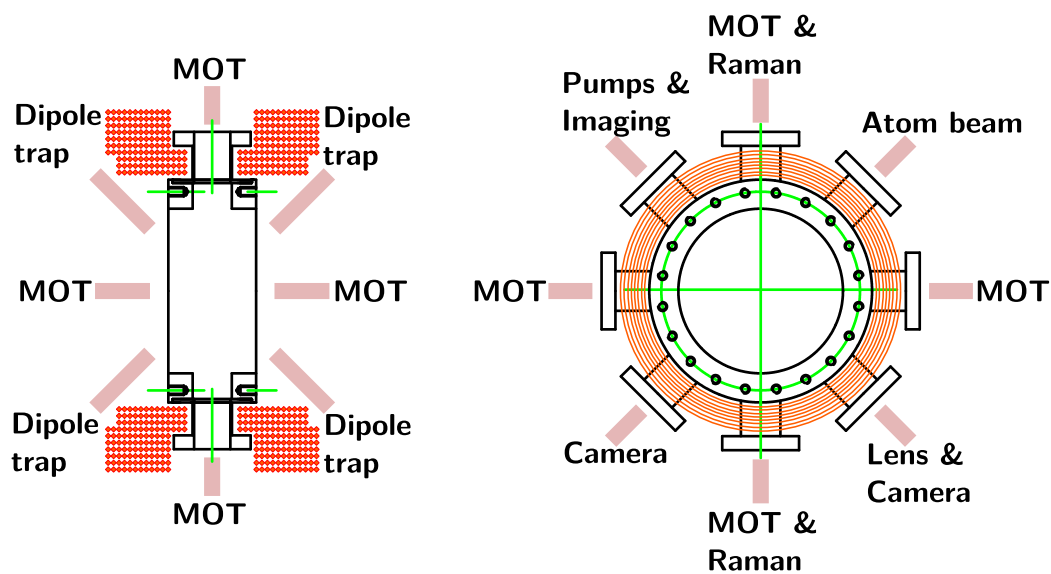 MOT
Dipole
trap
Dipole
trap
MOT
MOT
Dipole
trap
Dipole
trap
MOT
MOT &
Raman
Pumps &
Imaging
Atom beam
MOT
MOT
Camera
Lens &
Camera
MOT &
Raman